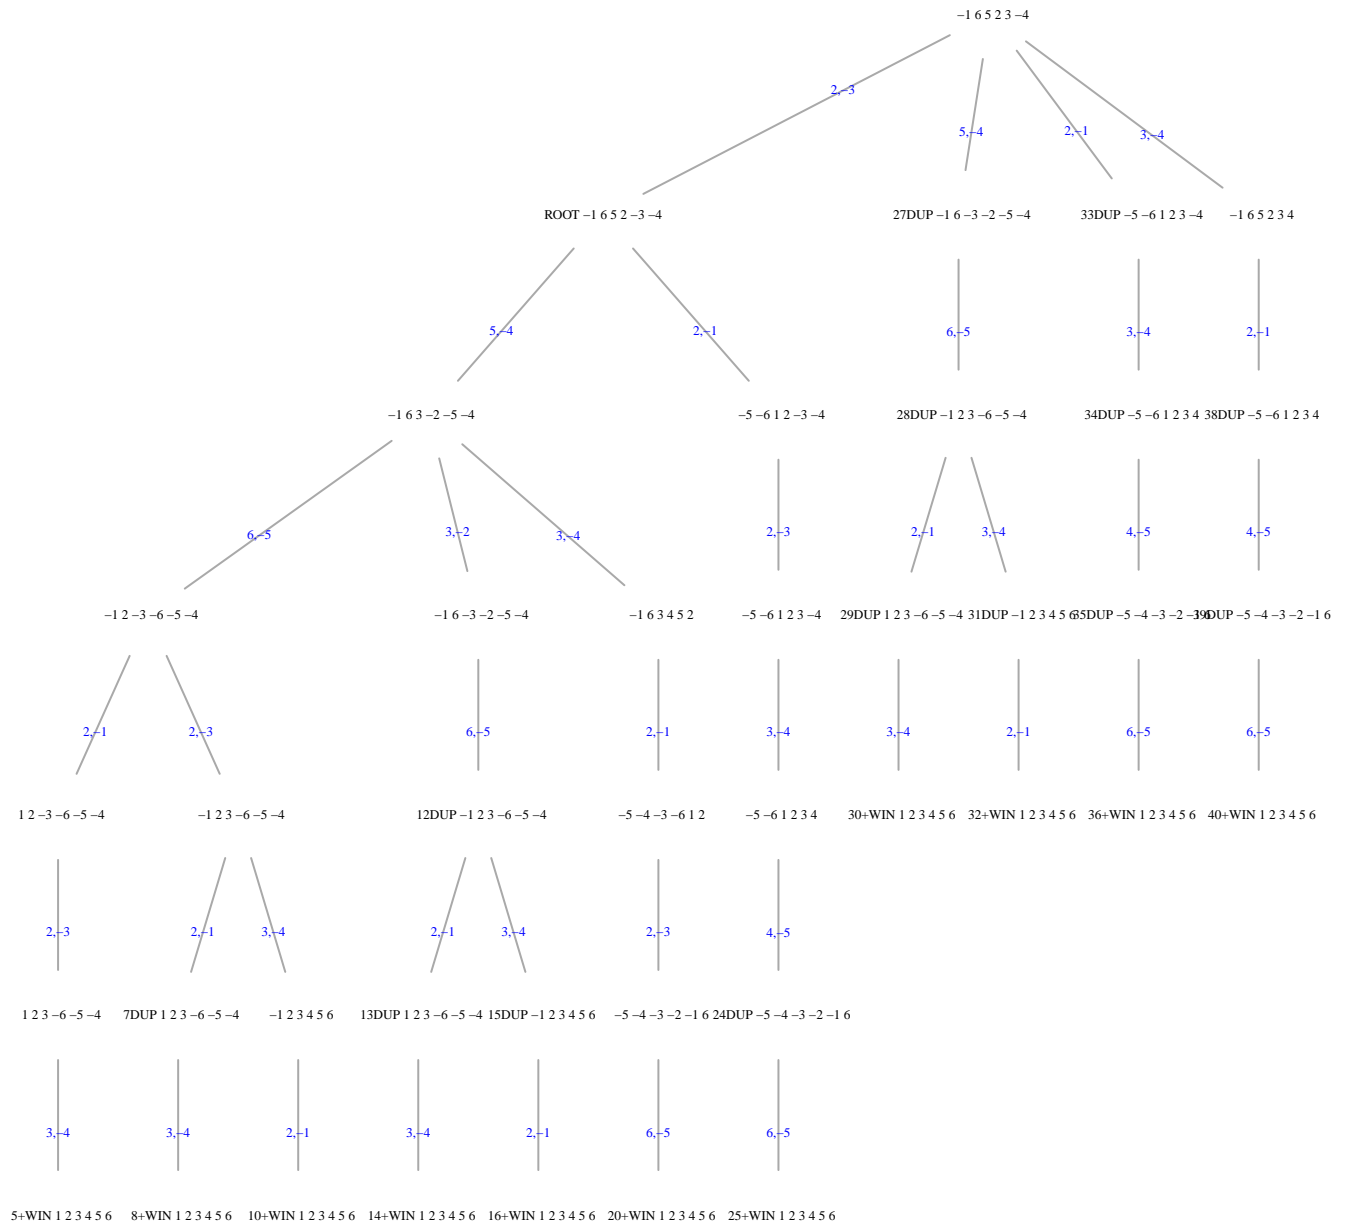 −1 6 5 2 3 −4
2,−3
5,−4
2,−1
3,−4
ROOT −1 6 5 2 −3 −4
27DUP −1 6 −3 −2 −5 −4
33DUP −5 −6 1 2 3 −4
−1 6 5 2 3 4
5,−4
2,−1
6,−5
3,−4
2,−1
−1 6 3 −2 −5 −4
−5 −6 1 2 −3 −4
28DUP −1 2 3 −6 −5 −4
34DUP −5 −6 1 2 3 4
38DUP −5 −6 1 2 3 4
6,−5
3,−2
3,−4
2,−3
2,−1
3,−4
4,−5
4,−5
−1 2 −3 −6 −5 −4
−1 6 −3 −2 −5 −4
−1 6 3 4 5 2
−5 −6 1 2 3 −4
29DUP 1 2 3 −6 −5 −4
31DUP −1 2 3 4 5 6
35DUP −5 −4 −3 −2 −1 6
39DUP −5 −4 −3 −2 −1 6
2,−1
2,−3
6,−5
2,−1
3,−4
3,−4
2,−1
6,−5
6,−5
1 2 −3 −6 −5 −4
−1 2 3 −6 −5 −4
12DUP −1 2 3 −6 −5 −4
−5 −4 −3 −6 1 2
−5 −6 1 2 3 4
30+WIN 1 2 3 4 5 6
32+WIN 1 2 3 4 5 6
36+WIN 1 2 3 4 5 6
40+WIN 1 2 3 4 5 6
2,−3
2,−1
3,−4
2,−1
3,−4
2,−3
4,−5
1 2 3 −6 −5 −4
7DUP 1 2 3 −6 −5 −4
−1 2 3 4 5 6
13DUP 1 2 3 −6 −5 −4
15DUP −1 2 3 4 5 6
−5 −4 −3 −2 −1 6
24DUP −5 −4 −3 −2 −1 6
3,−4
3,−4
2,−1
3,−4
2,−1
6,−5
6,−5
5+WIN 1 2 3 4 5 6
8+WIN 1 2 3 4 5 6
10+WIN 1 2 3 4 5 6
14+WIN 1 2 3 4 5 6
16+WIN 1 2 3 4 5 6
20+WIN 1 2 3 4 5 6
25+WIN 1 2 3 4 5 6